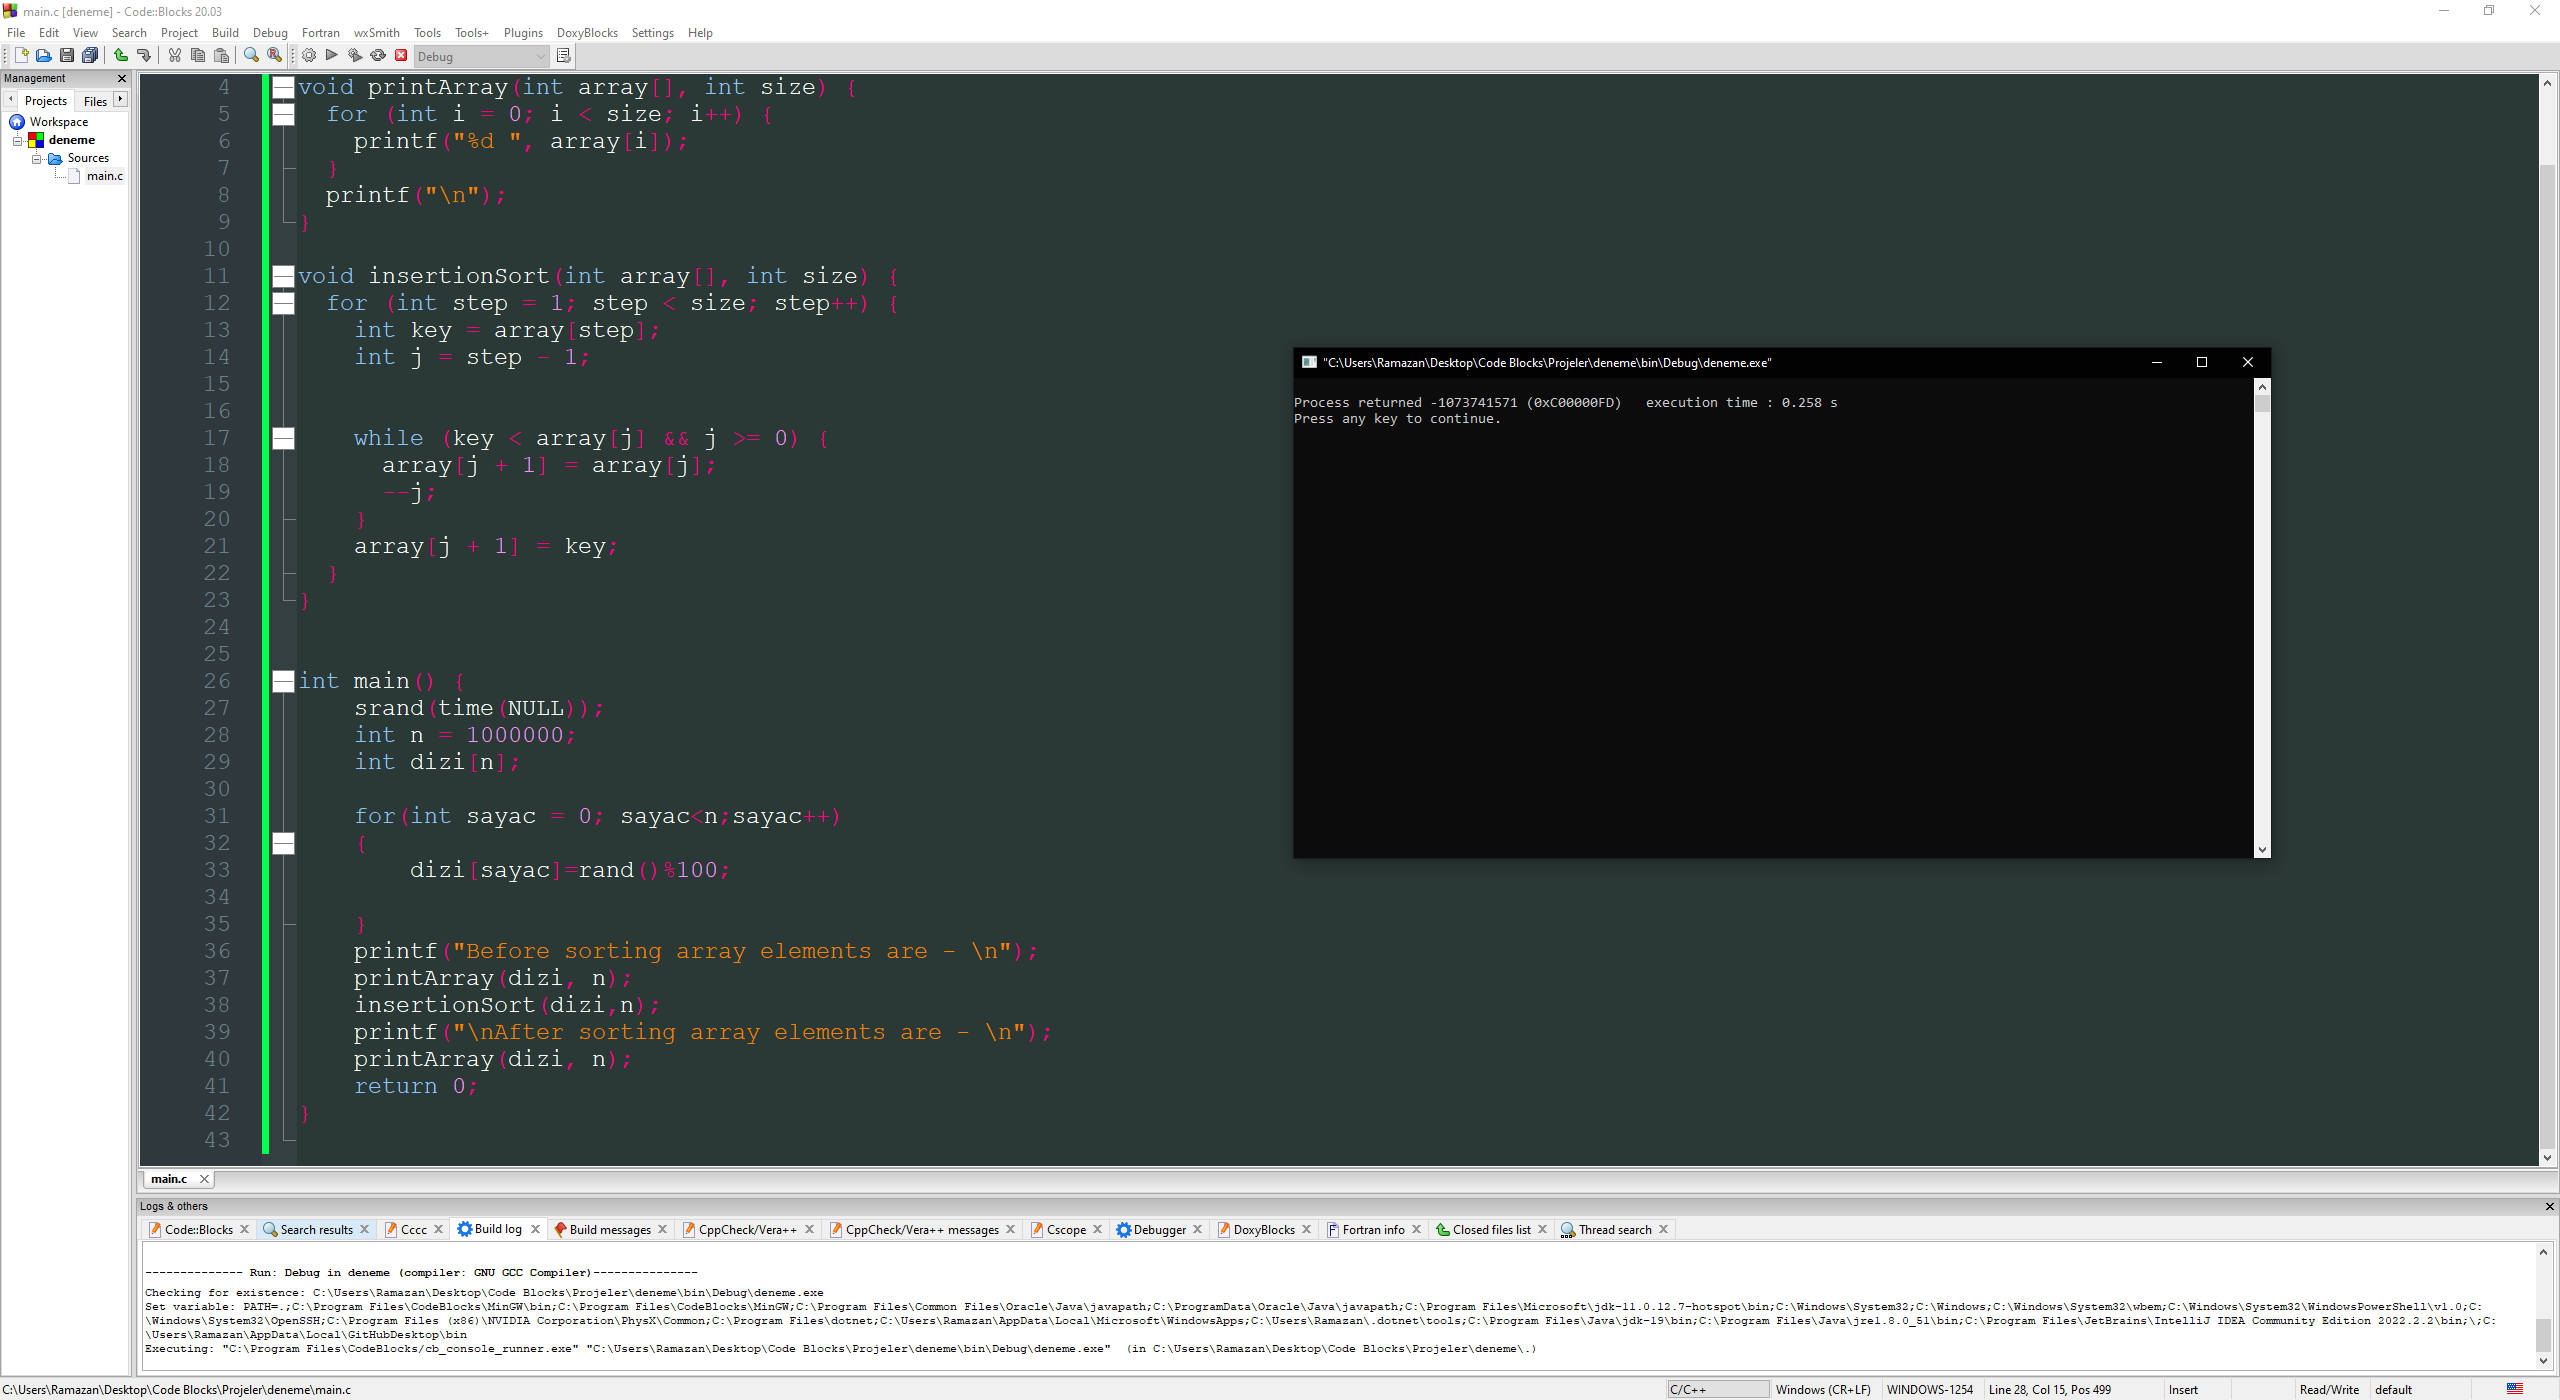 main.c [deneme] - Code::Blocks 20.03
File Edit View Search Project Build Debug Fortran wxSmith Tools Tools+ Plugins DoxyBlocks Settings Help
Debug
Management
Projects Files
Workspace
deneme
Sources
main.c
4 void printArray(int array[], int size) {
5 for (int i = 0; i < size; i++) {
6 printf("%d ", array[i]);
7 }
8 printf("\n");
9 }
10
11 void insertionSort(int array[], int size) {
12 for (int step = 1; step < size; step++) {
13 int key = array[step];
14 int j = step - 1;
15
16
17 while (key < array[j] && j >= 0) {
18 array[j + 1] = array[j];
19 --j;
20 }
21 array[j + 1] = key;
22 }
23 }
24
25
26 int main() {
27 srand(time(NULL));
28 int n = 1000000;
29 int dizi[n];
30
31 for(int sayac = 0; sayac<n;sayac++)
32 {
33 dizi[sayac]=rand()%100;
34
35 }
36 printf("Before sorting array elements are - \n");
37 printArray(dizi, n);
38 insertionSort(dizi,n);
39 printf("\nAfter sorting array elements are - \n");
40 printArray(dizi, n);
41 return 0;
42 }
43
"C:\Users\Ramazan\Desktop\Code Blocks\Projeler\deneme\bin\Debug\deneme.exe"
Process returned -1073741571 (0xC00000FD) execution time : 0.258 s
Press any key to continue.
main.c
Logs & others
Code::Blocks Search results Cccc Build log Build messages CppCheck/Vera++ CppCheck/Vera++ messages Cscope Debugger DoxyBlocks Fortran info Closed files list Thread search
-------------- Run: Debug in deneme (compiler: GNU GCC Compiler)---------------
Checking for existence: C:\Users\Ramazan\Desktop\Code Blocks\Projeler\deneme\bin\Debug\deneme.exe
Set variable: PATH=.;C:\Program Files\CodeBlocks\MinGW\bin;C:\Program Files\CodeBlocks\MinGW;C:\Program Files\Common Files\Oracle\Java\javapath;C:\ProgramData\Oracle\Java\javapath;C:\Program Files\Microsoft\jdk-11.0.12.7-hotspot\bin;C:\Windows\System32;C:\Windows;C:\Windows\System32\wbem;C:\Windows\System32\WindowsPowerShell\v1.0;C:
\Windows\System32\OpenSSH;C:\Program Files (x86)\NVIDIA Corporation\PhysX\Common;C:\Program Files\dotnet;C:\Users\Ramazan\AppData\Local\Microsoft\WindowsApps;C:\Users\Ramazan\.dotnet\tools;C:\Program Files\Java\jdk-19\bin;C:\Program Files\Java\jre1.8.0_51\bin;C:\Program Files\JetBrains\IntelliJ IDEA Community Edition 2022.2.2\bin;\;C:
\Users\Ramazan\AppData\Local\GitHubDesktop\bin
Executing: "C:\Program Files\CodeBlocks/cb_console_runner.exe" "C:\Users\Ramazan\Desktop\Code Blocks\Projeler\deneme\bin\Debug\deneme.exe" (in C:\Users\Ramazan\Desktop\Code Blocks\Projeler\deneme\.)
C:\Users\Ramazan\Desktop\Code Blocks\Projeler\deneme\main.c C/C++ Windows (CR+LF) WINDOWS-1254 Line 28, Col 15, Pos 499 Insert Read/Write default